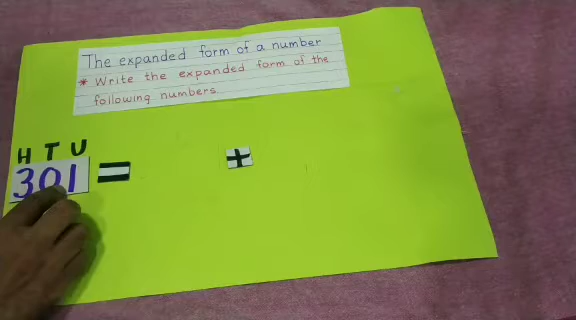 The expanded form of a number
* Write the expanded form of the
following numbers
H T U
301 = +